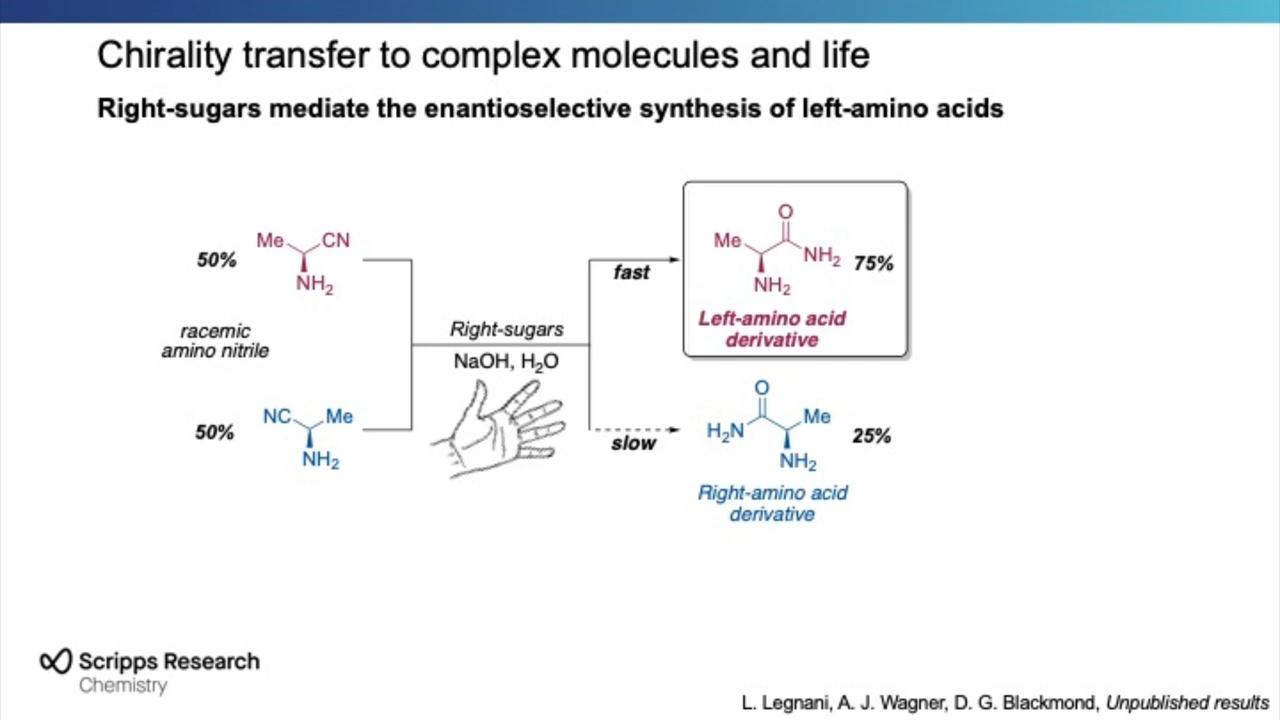 Chirality transfer to complex molecules and life
Right-sugars mediate the enantioselective synthesis of left-amino acids
50%
Me
CN
NH₂
racemic
amino nitrile
50%
NC
Me
NH₂
Right-sugars
NaOH, H₂O
fast
slow
O
Me
NH₂
NH₂
75%
Left-amino acid
derivative
O
H₂N
Me
NH₂
25%
Right-amino acid
derivative
Scripps Research
Chemistry
L. Legnani, A. J. Wagner, D. G. Blackmond, Unpublished results